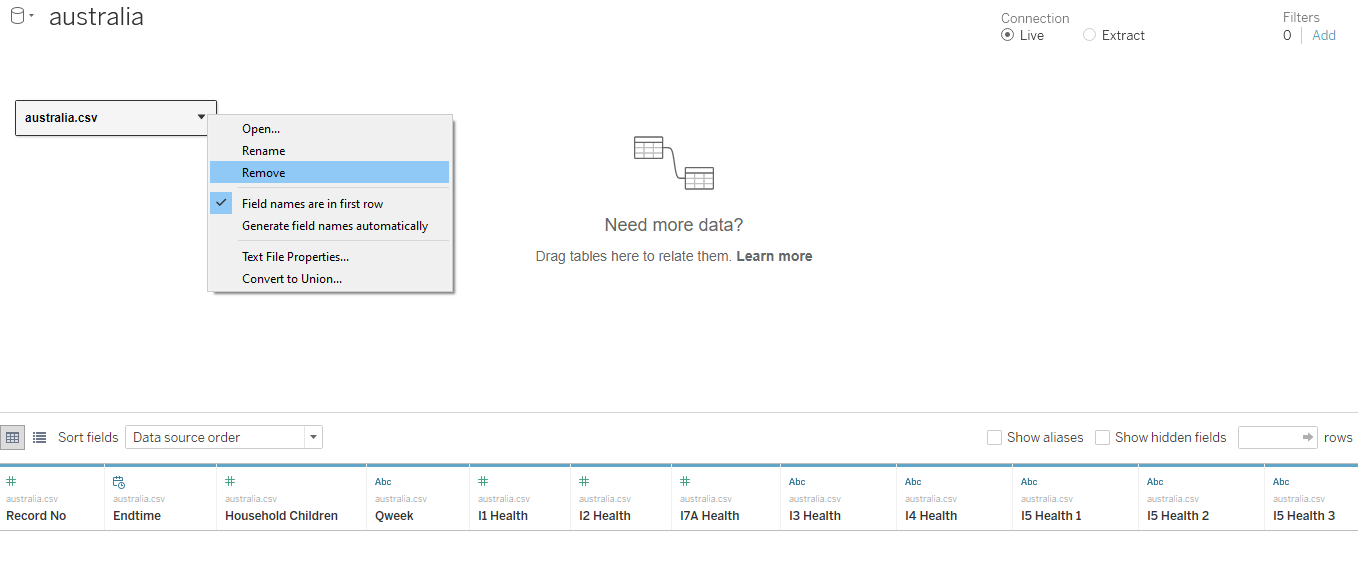 australia
Connection
Live Extract
Filters
0 Add
australia.csv
Open...
Rename
Remove
Field names are in first row
Generate field names automatically
Text File Properties...
Convert to Union...
Need more data?
Drag tables here to relate them. Learn more
Sort fields Data source order Show aliases Show hidden fields rows
# # Abc # # # Abc Abc Abc Abc Abc
australia.csv australia.csv australia.csv australia.csv australia.csv australia.csv australia.csv australia.csv australia.csv australia.csv australia.csv australia.csv
Record No Endtime Household Children Qweek I1 Health I2 Health I7A Health I3 Health I4 Health I5 Health 1 I5 Health 2 I5 Health 3